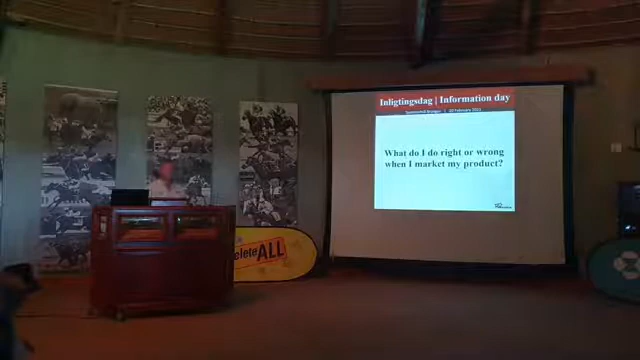 Inligtingsdag | Information day
What do I do right or wrong
when I market my product?
eleteALL